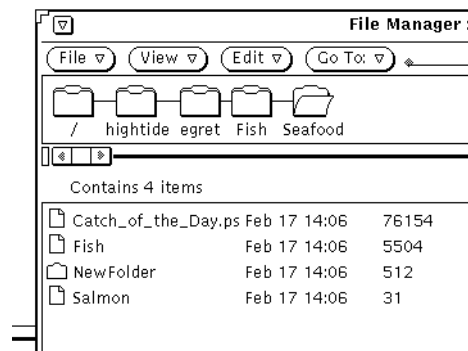 File Manager :
File View Edit Go To:
/ hightide egret Fish Seafood
Contains 4 items
Catch_of_the_Day.ps Feb 17 14:06 76154
Fish Feb 17 14:06 5504
NewFolder Feb 17 14:06 512
Salmon Feb 17 14:06 31